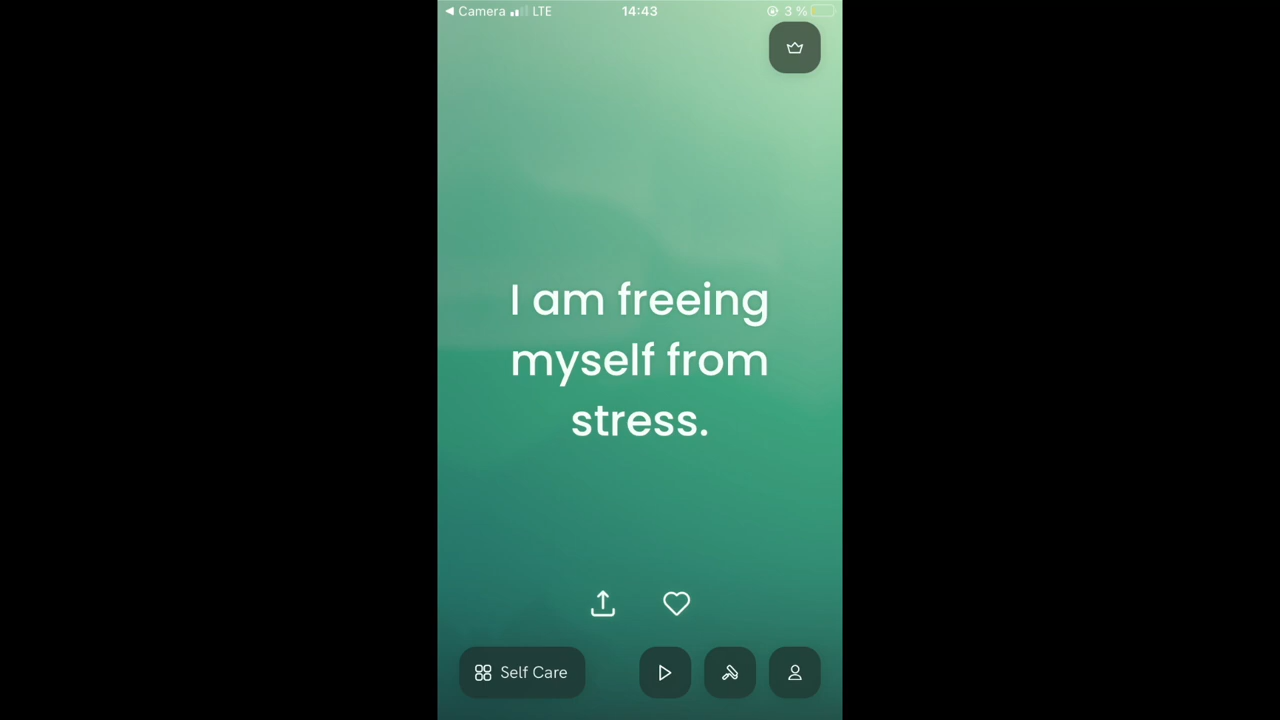 ◀ Camera LTE 14:43 3 %
I am freeing
myself from
stress.
Self Care